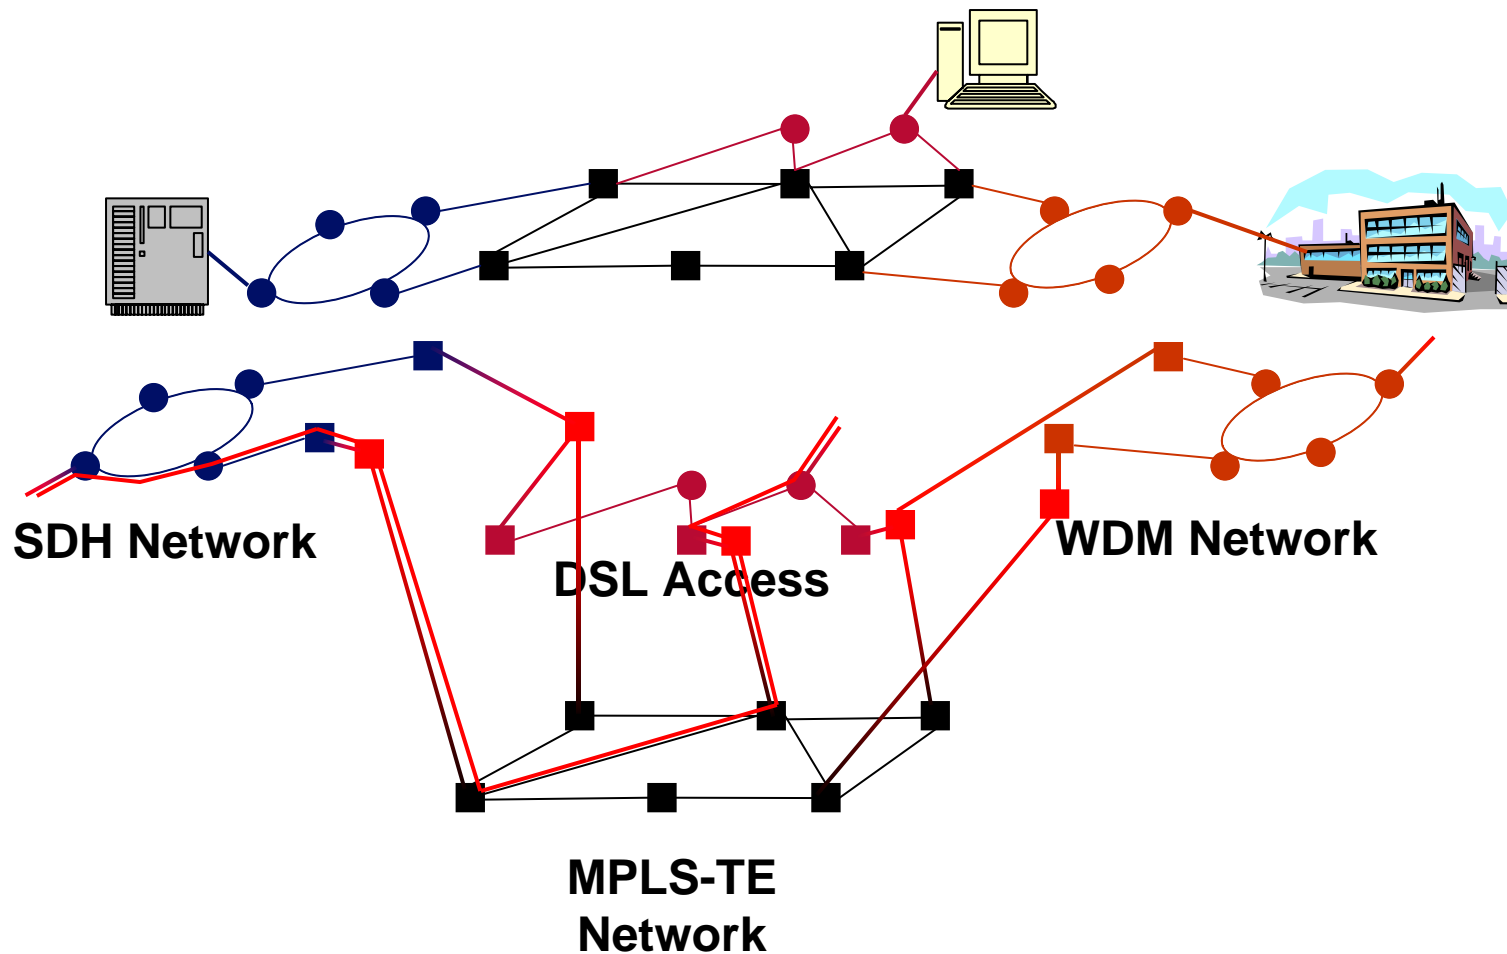 SDH Network
DSL Access
WDM Network
MPLS-TE
Network